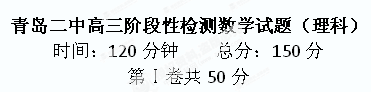 青岛二中高三阶段性检测数学试题（理科）
时间：120 分钟 总分：150 分
第 I 卷共 50 分